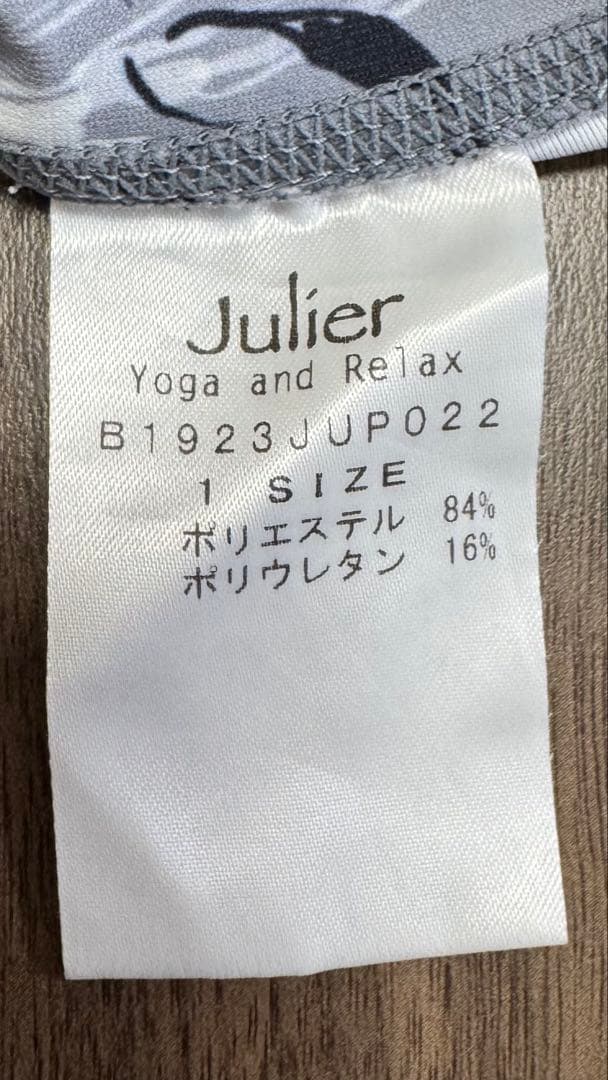 Julier
Yoga and Relax
B1923JUP022
1 SIZE
ポリエステル 84%
ポリウレタン 16%